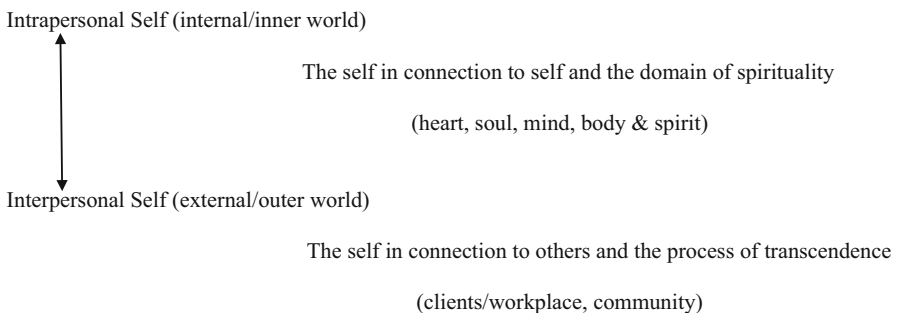 Intrapersonal Self (internal/inner world)
The self in connection to self and the domain of spirituality
(heart, soul, mind, body & spirit)
Interpersonal Self (external/outer world)
The self in connection to others and the process of transcendence
(clients/workplace, community)